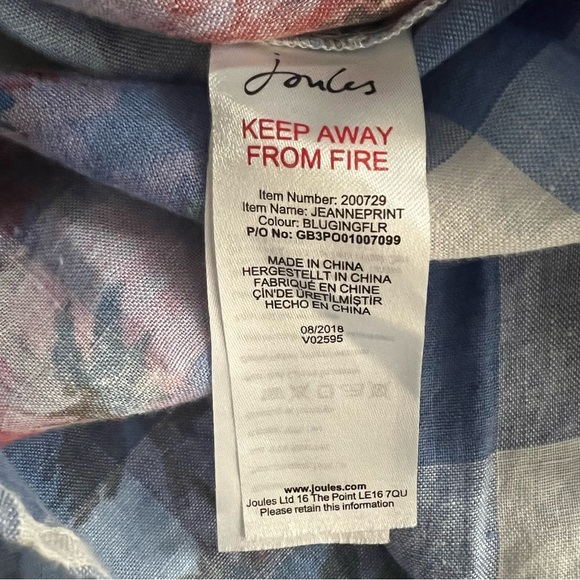 Joules
KEEP AWAY
FROM FIRE
Item Number: 200729
Item Name: JEANNEPRINT
Colour: BLUGINGFLR
P/O No: GB3PO01007099
MADE IN CHINA
HERGESTELLT IN CHINA
FABRIQUÉ EN CHINE
ÇİN'DE ÜRETİLMİŞTİR
HECHO EN CHINA
08/2018
V02595
www.joules.com
Joules Ltd 16 The Point LE16 7QU
Please retain this information